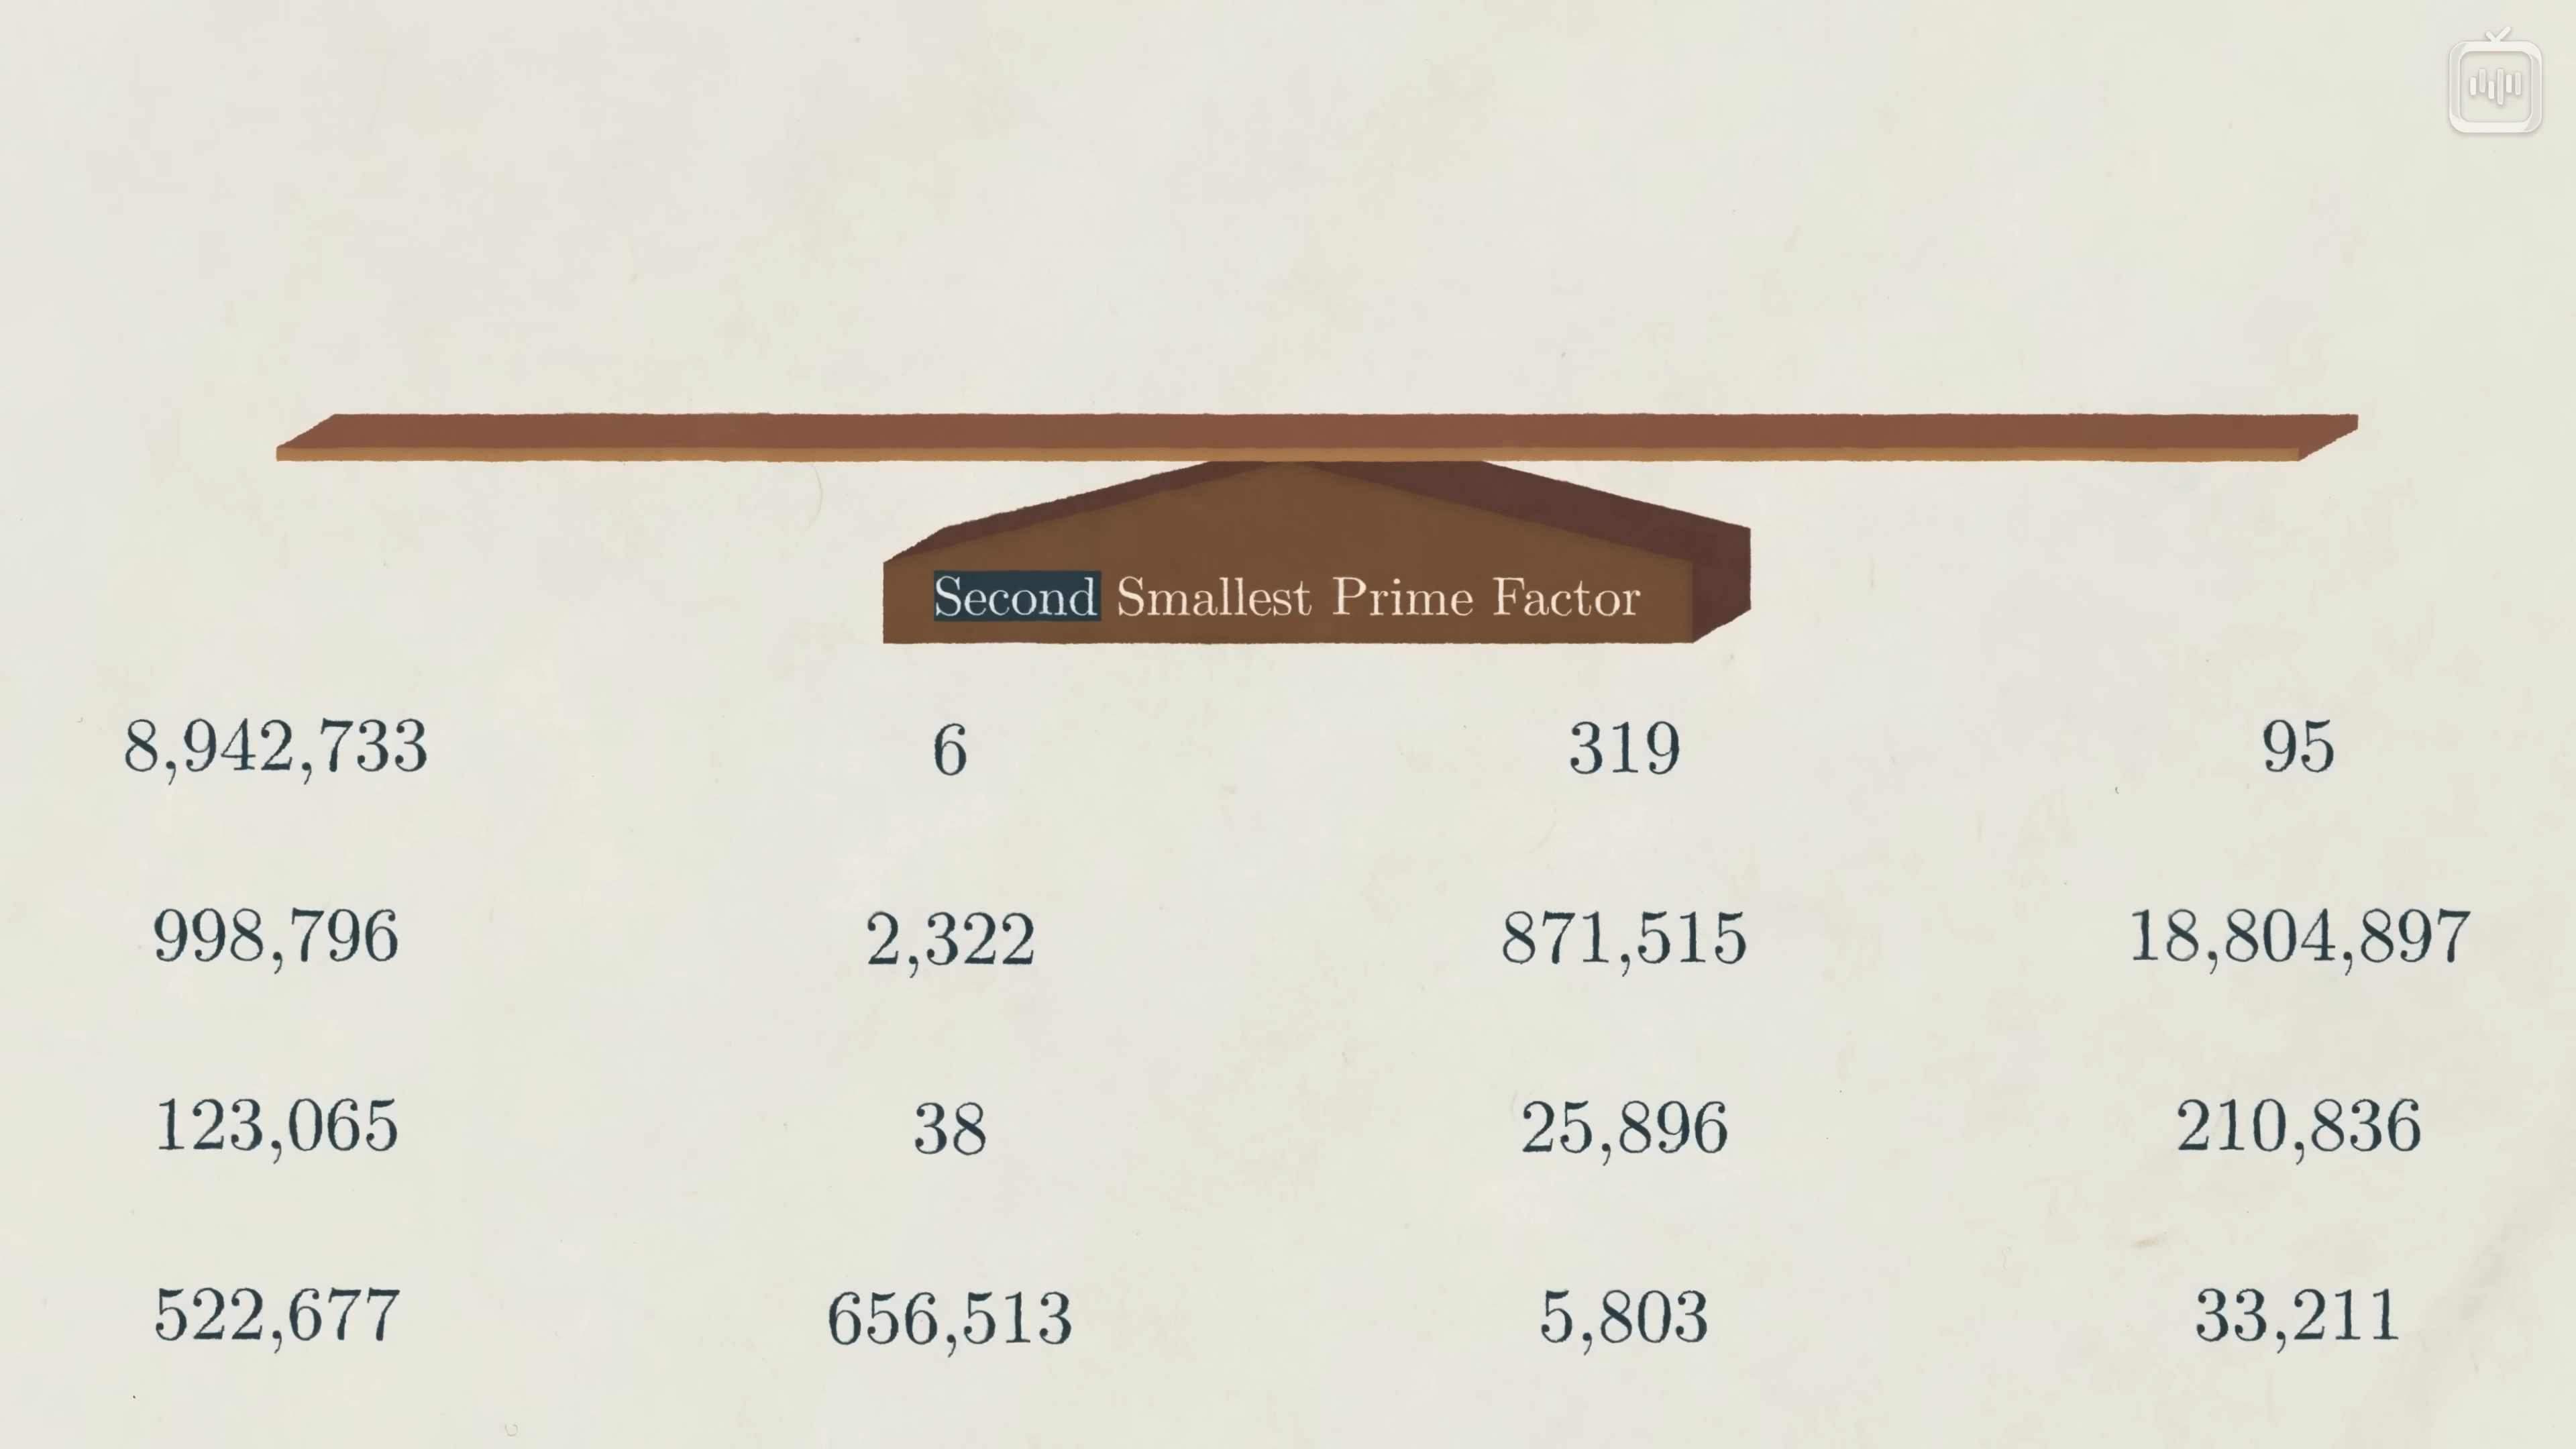 Second Smallest Prime Factor
8,942,733 6 319 95
998,796 2,322 871,515 18,804,897
123,065 38 25,896 210,836
522,677 656,513 5,803 33,211